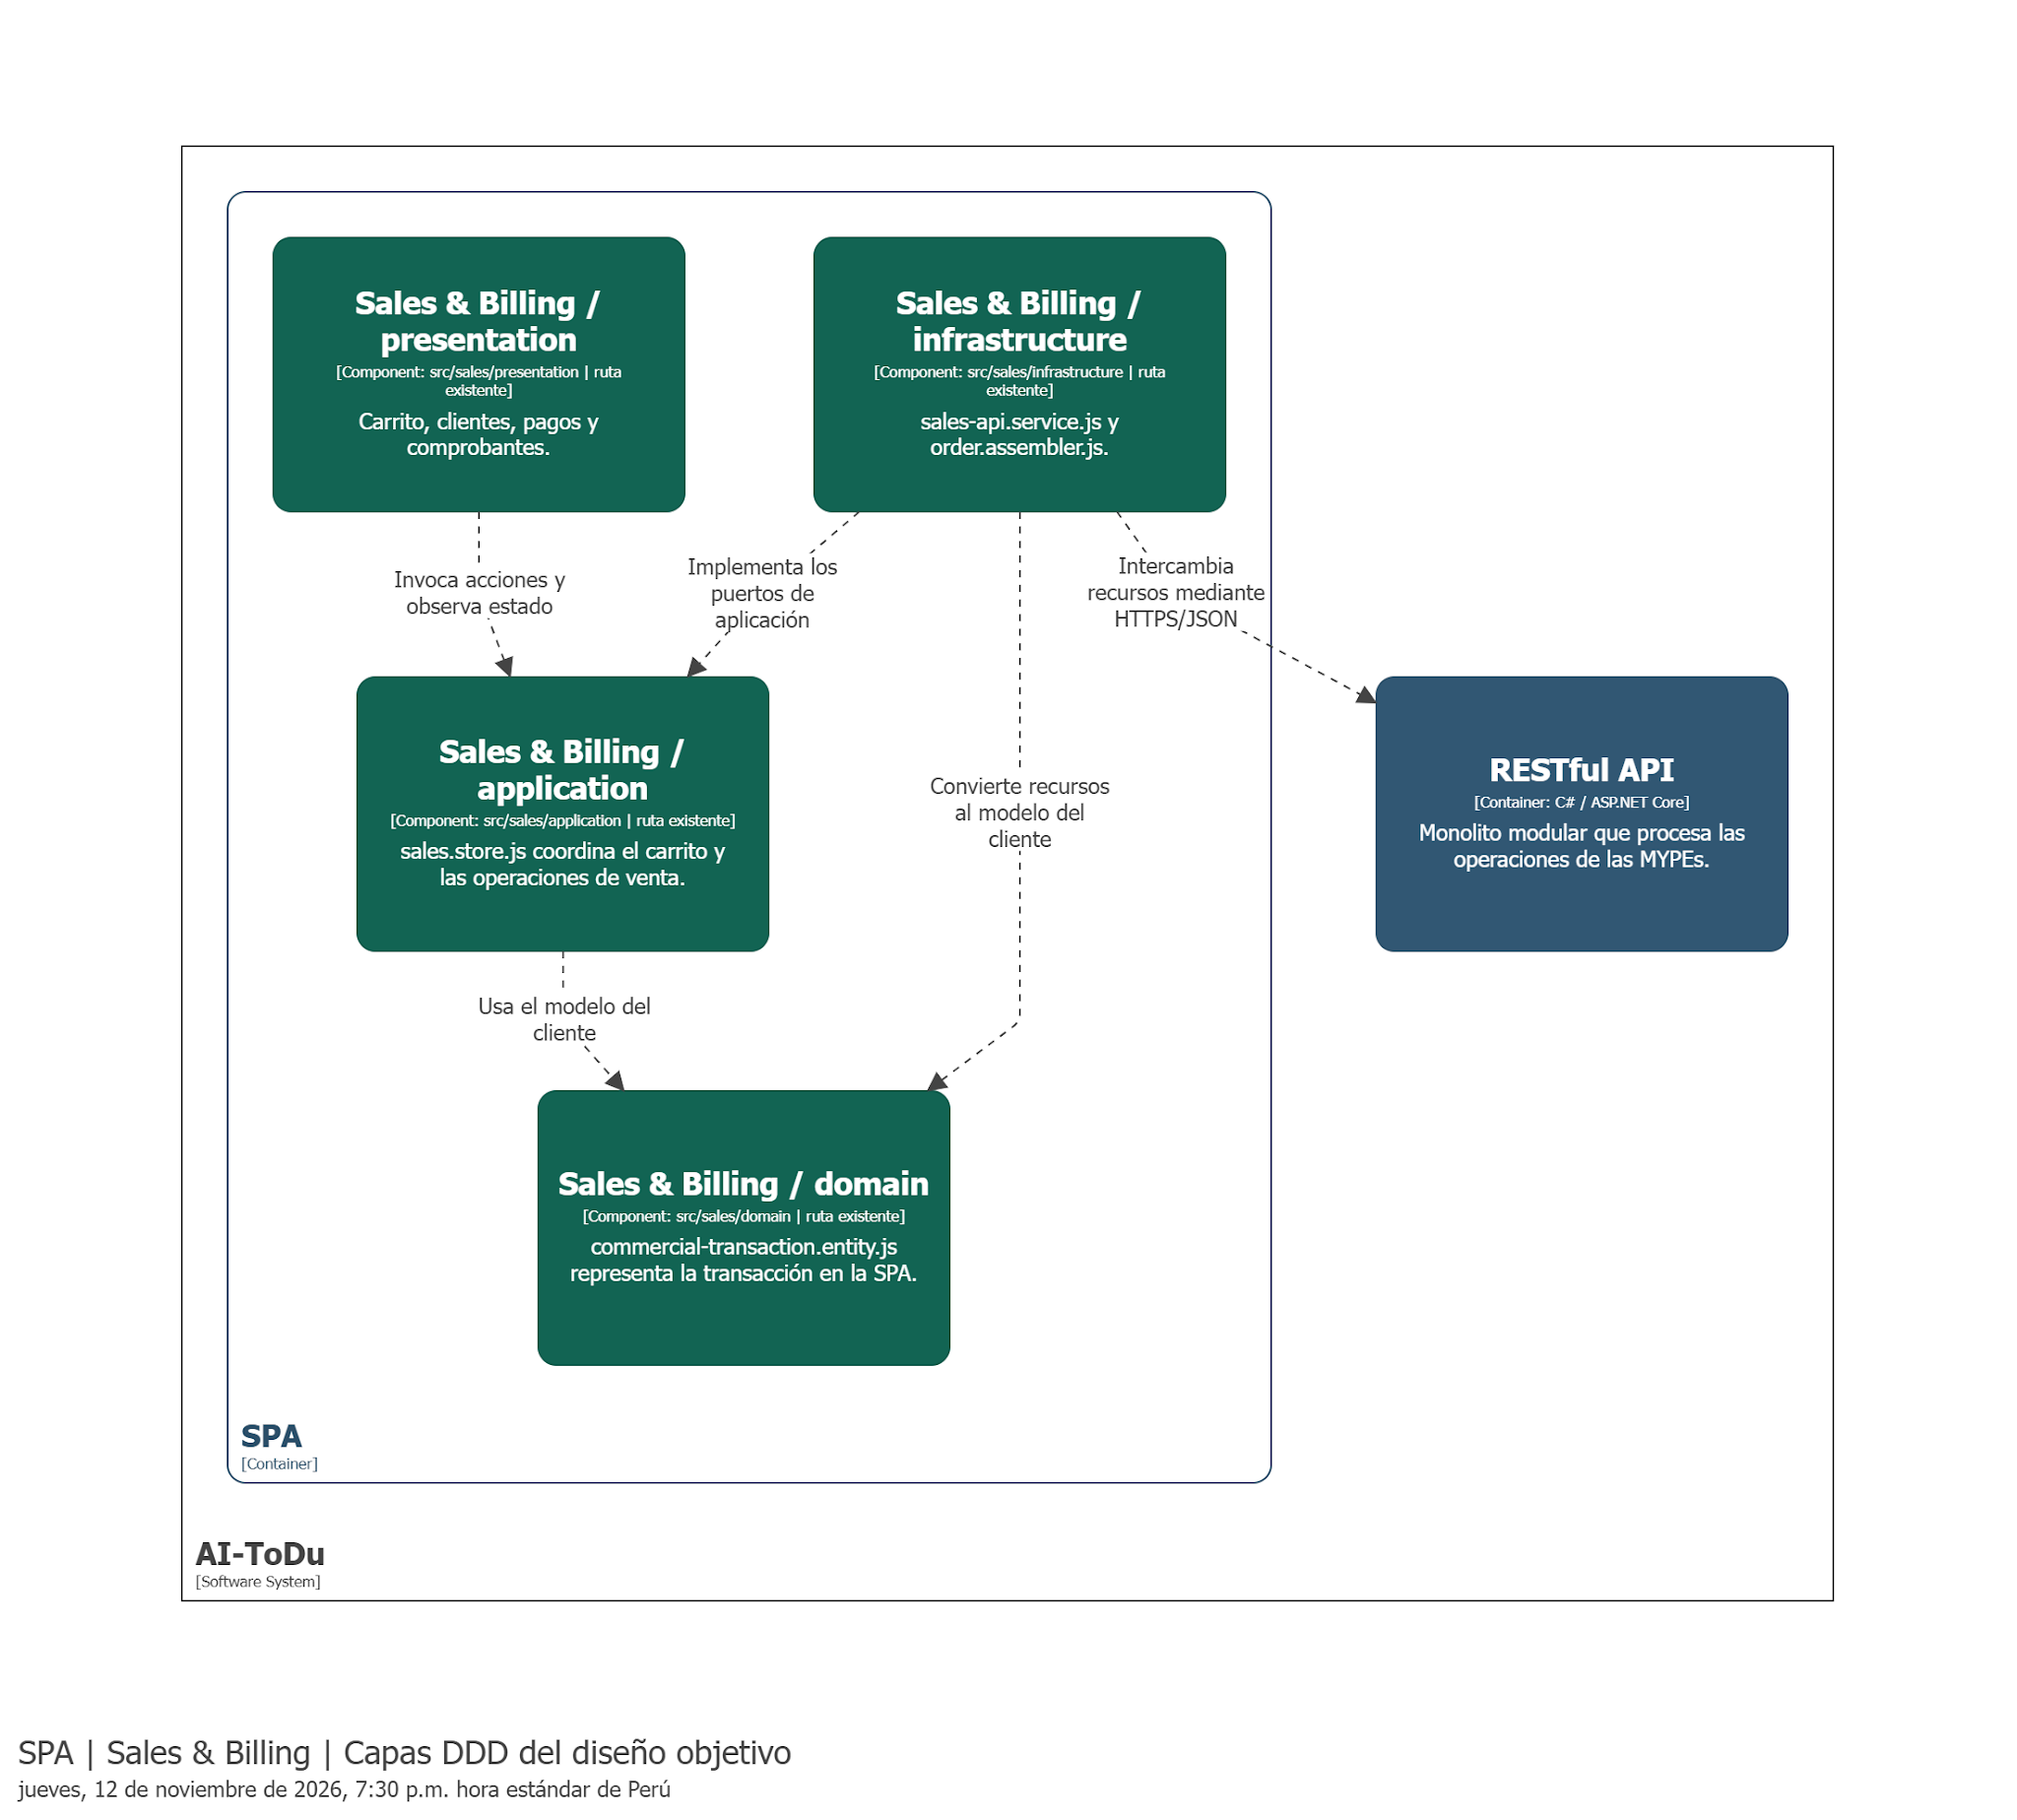 Sales & Billing /
presentation
[Component: src/sales/presentation | ruta
existente]
Carrito, clientes, pagos y
comprobantes.
Sales & Billing /
infrastructure
[Component: src/sales/infrastructure | ruta
existente]
sales-api.service.js y
order.assembler.js.
Invoca acciones y
observa estado
Implementa los
puertos de
aplicación
Intercambia
recursos mediante
HTTPS/JSON
Sales & Billing /
application
[Component: src/sales/application | ruta existente]
sales.store.js coordina el carrito y
las operaciones de venta.
Convierte recursos
al modelo del
cliente
RESTful API
[Container: C# / ASP.NET Core]
Monolito modular que procesa las
operaciones de las MYPEs.
Usa el modelo del
cliente
Sales & Billing / domain
[Component: src/sales/domain | ruta existente]
commercial-transaction.entity.js
representa la transacción en la SPA.
SPA
[Container]
AI-ToDu
[Software System]
SPA | Sales & Billing | Capas DDD del diseño objetivo
jueves, 12 de noviembre de 2026, 7:30 p.m. hora estándar de Perú